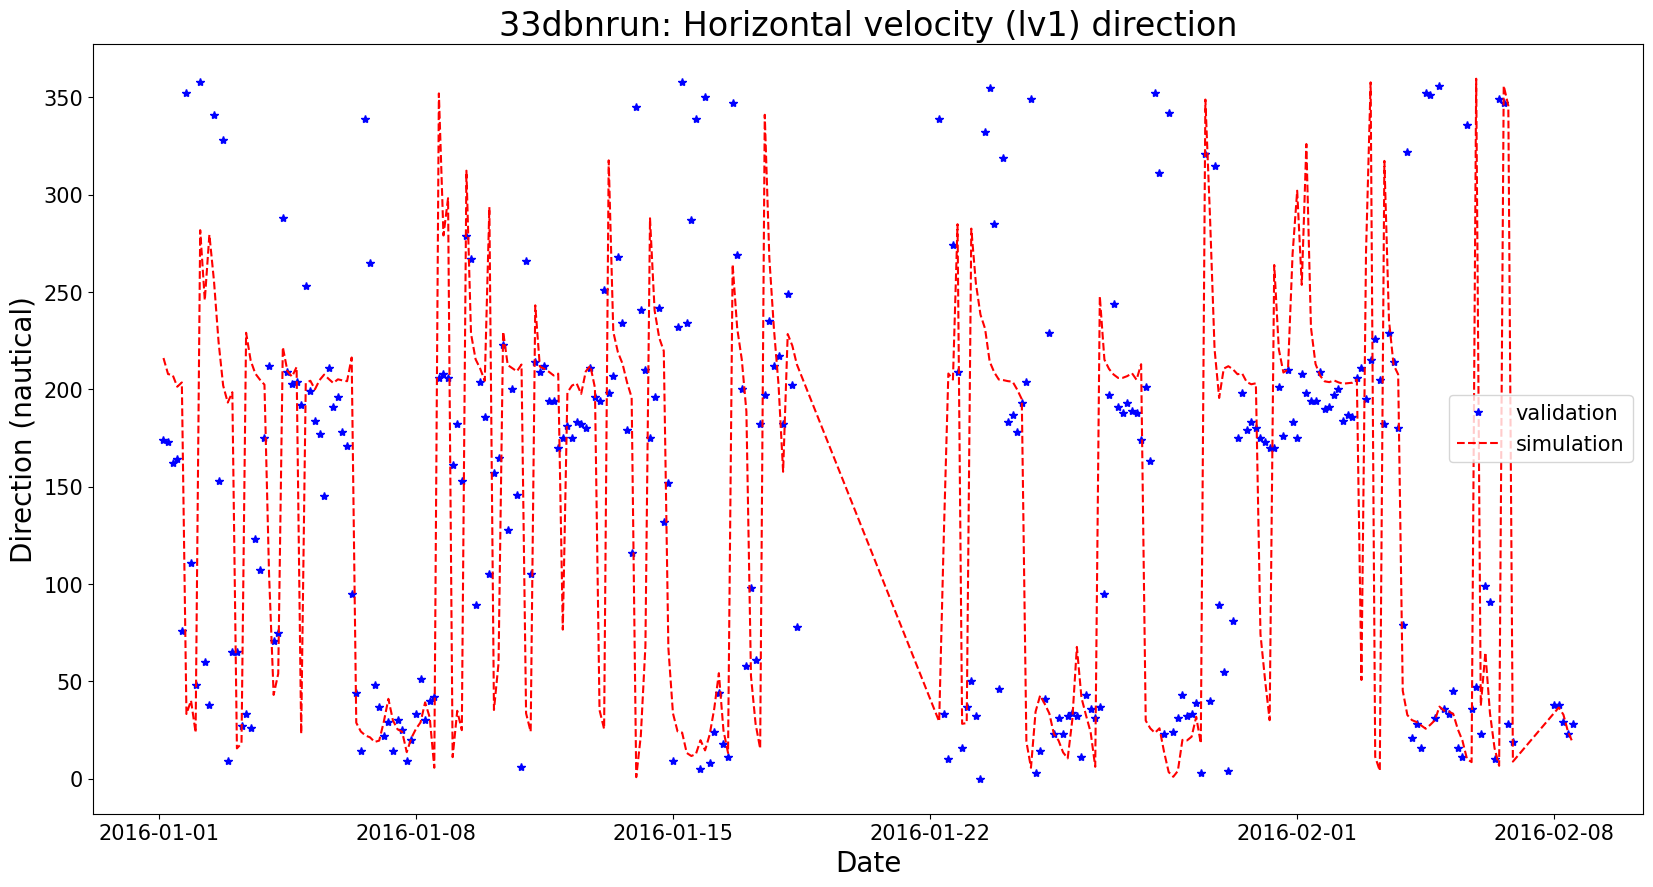 33dbnrun: Horizontal velocity (lv1) direction
Direction (nautical)
350
300
250
200
150
100
50
0
validation
simulation
2016-01-01
2016-01-08
2016-01-15
2016-01-22
2016-02-01
2016-02-08
Date